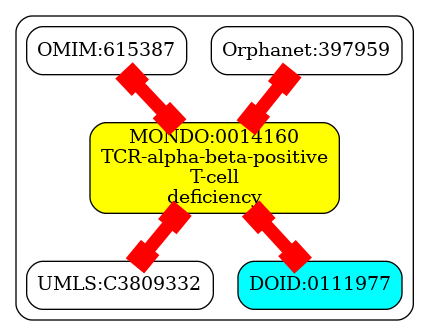 OMIM:615387
Orphanet:397959
MONDO:0014160
TCR-alpha-beta-positive
T-cell
deficiency
UMLS:C3809332
DOID:0111977